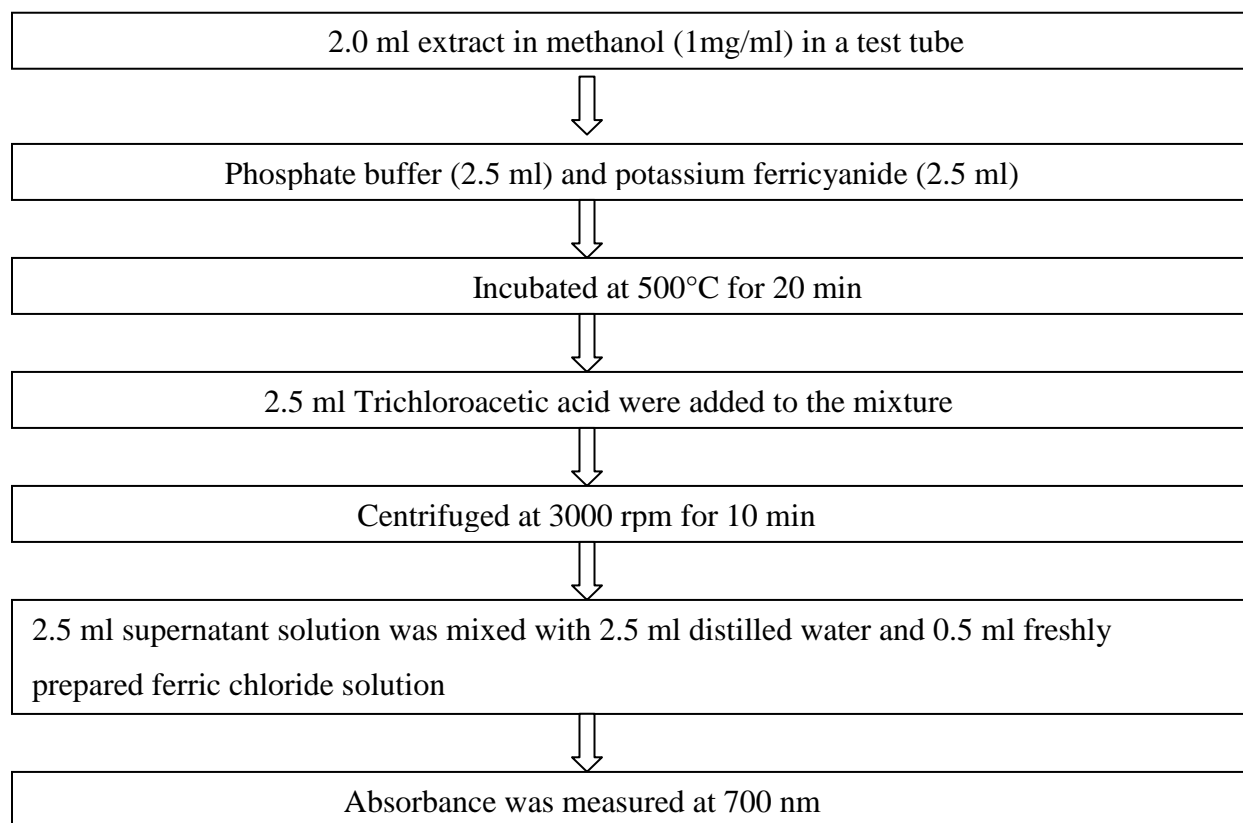 2.0 ml extract in methanol (1mg/ml) in a test tube
Phosphate buffer (2.5 ml) and potassium ferricyanide (2.5 ml)
Incubated at 500°C for 20 min
2.5 ml Trichloroacetic acid were added to the mixture
Centrifuged at 3000 rpm for 10 min
2.5 ml supernatant solution was mixed with 2.5 ml distilled water and 0.5 ml freshly
prepared ferric chloride solution
Absorbance was measured at 700 nm